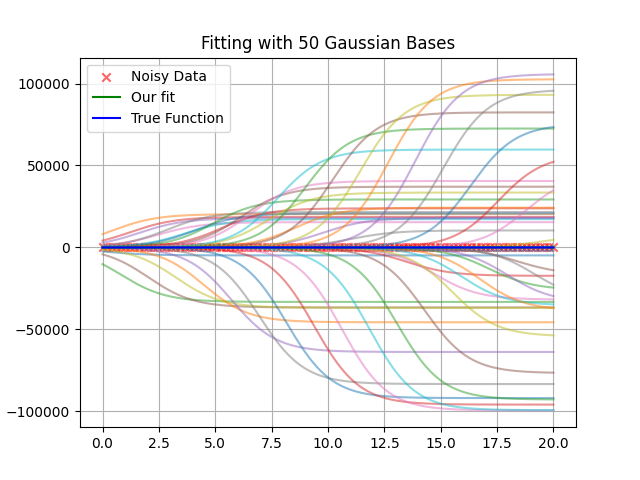 Fitting with 50 Gaussian Bases
Noisy Data
Our fit
True Function
100000
50000
0
−50000
−100000
0.0 2.5 5.0 7.5 10.0 12.5 15.0 17.5 20.0